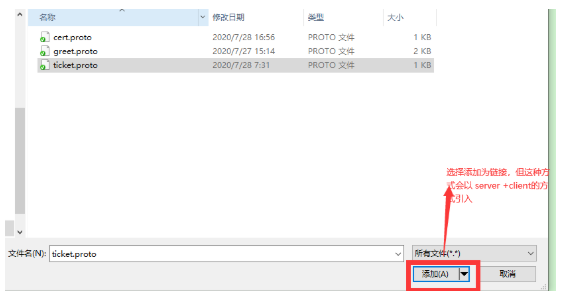 名称 修改日期 类型 大小
cert.proto 2020/7/28 16:56 PROTO 文件 1 KB
greet.proto 2020/7/27 15:14 PROTO 文件 2 KB
ticket.proto 2020/7/28 7:31 PROTO 文件 1 KB
选择添加为链接，但这种方
式会以 server +client的方
式引入
文件名(N): ticket.proto 所有文件(*.*)
添加(A) 取消